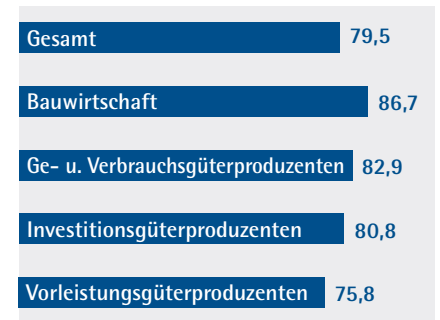 Gesamt 79,5
Bauwirtschaft 86,7
Ge- u. Verbrauchsgüterproduzenten 82,9
Investitionsgüterproduzenten 80,8
Vorleistungsgüterproduzenten 75,8